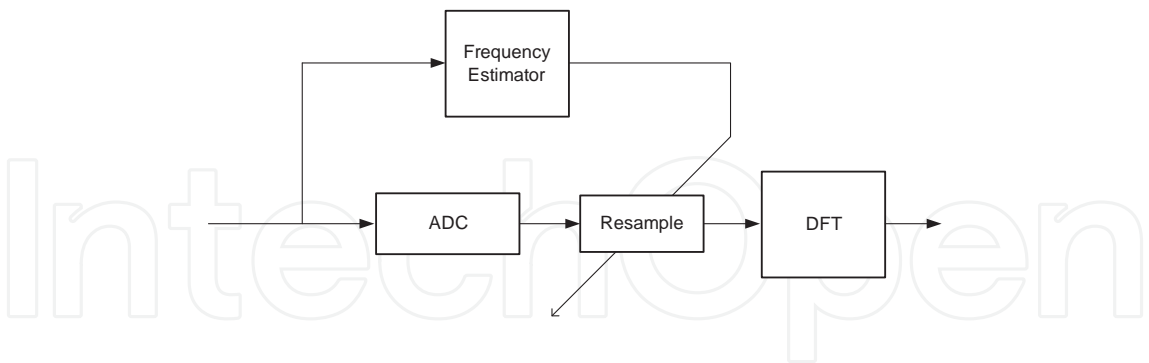 Frequency
Estimator
ADC
Resample
DFT
IntechOpen